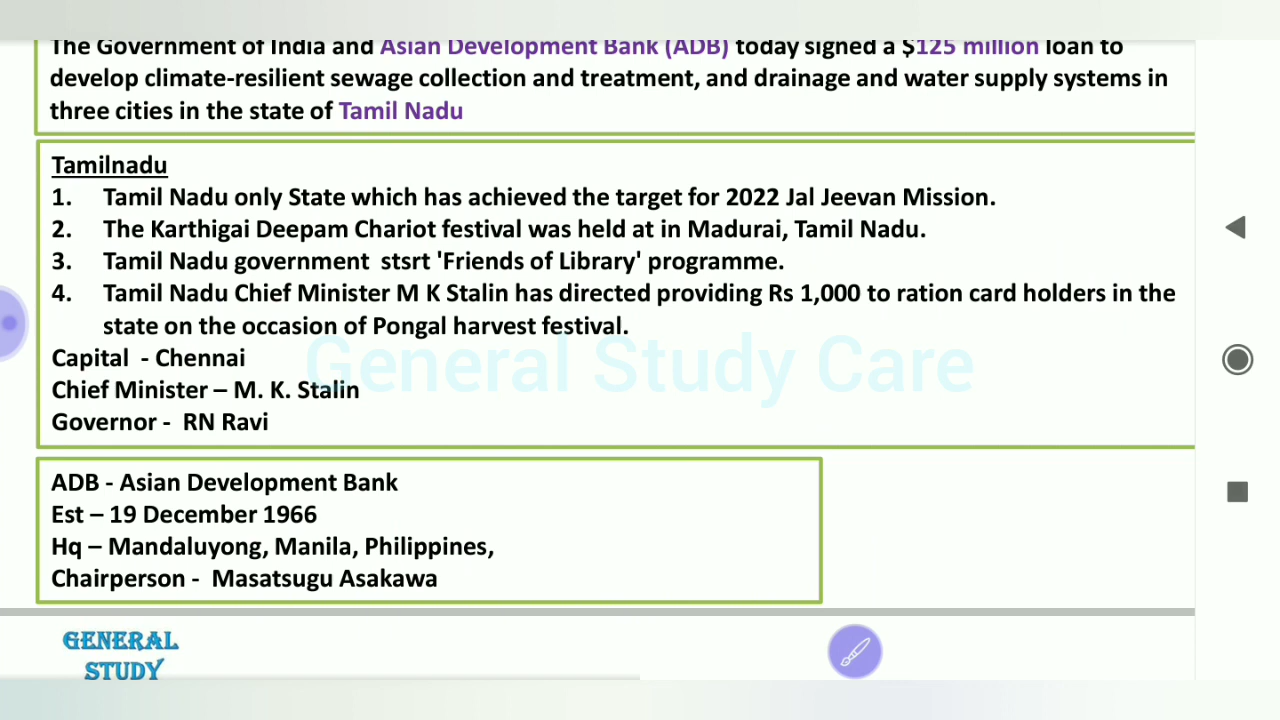 The Government of India and Asian Development Bank (ADB) today signed a $125 million loan to
develop climate-resilient sewage collection and treatment, and drainage and water supply systems in
three cities in the state of Tamil Nadu
Tamilnadu
1. Tamil Nadu only State which has achieved the target for 2022 Jal Jeevan Mission.
2. The Karthigai Deepam Chariot festival was held at in Madurai, Tamil Nadu.
3. Tamil Nadu government stsrt 'Friends of Library' programme.
4. Tamil Nadu Chief Minister M K Stalin has directed providing Rs 1,000 to ration card holders in the
state on the occasion of Pongal harvest festival.
General Study Care
Capital - Chennai
Chief Minister – M. K. Stalin
Governor - RN Ravi
ADB - Asian Development Bank
Est – 19 December 1966
Hq – Mandaluyong, Manila, Philippines,
Chairperson - Masatsugu Asakawa
GENERAL
STUDY